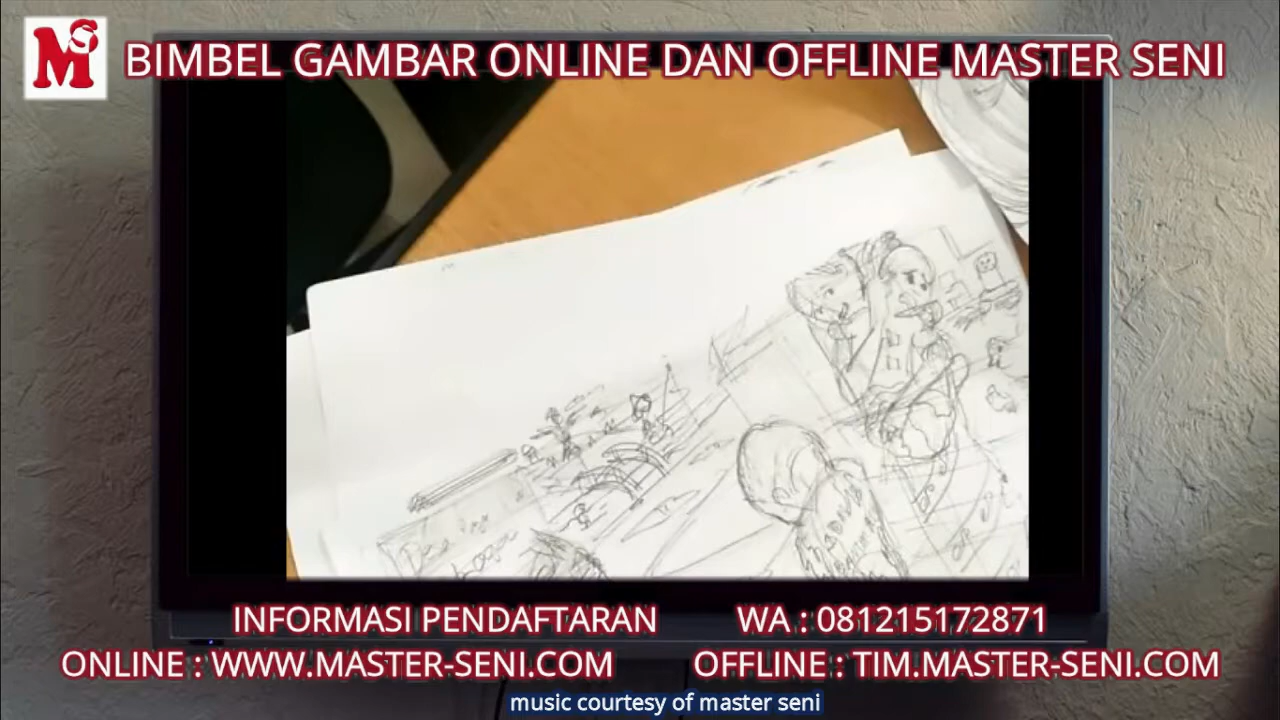 MS
BIMBEL GAMBAR ONLINE DAN OFFLINE MASTER SENI
INFORMASI PENDAFTARAN WA : 081215172871
ONLINE : WWW.MASTER-SENI.COM OFFLINE : TIM.MASTER-SENI.COM
music courtesy of master seni